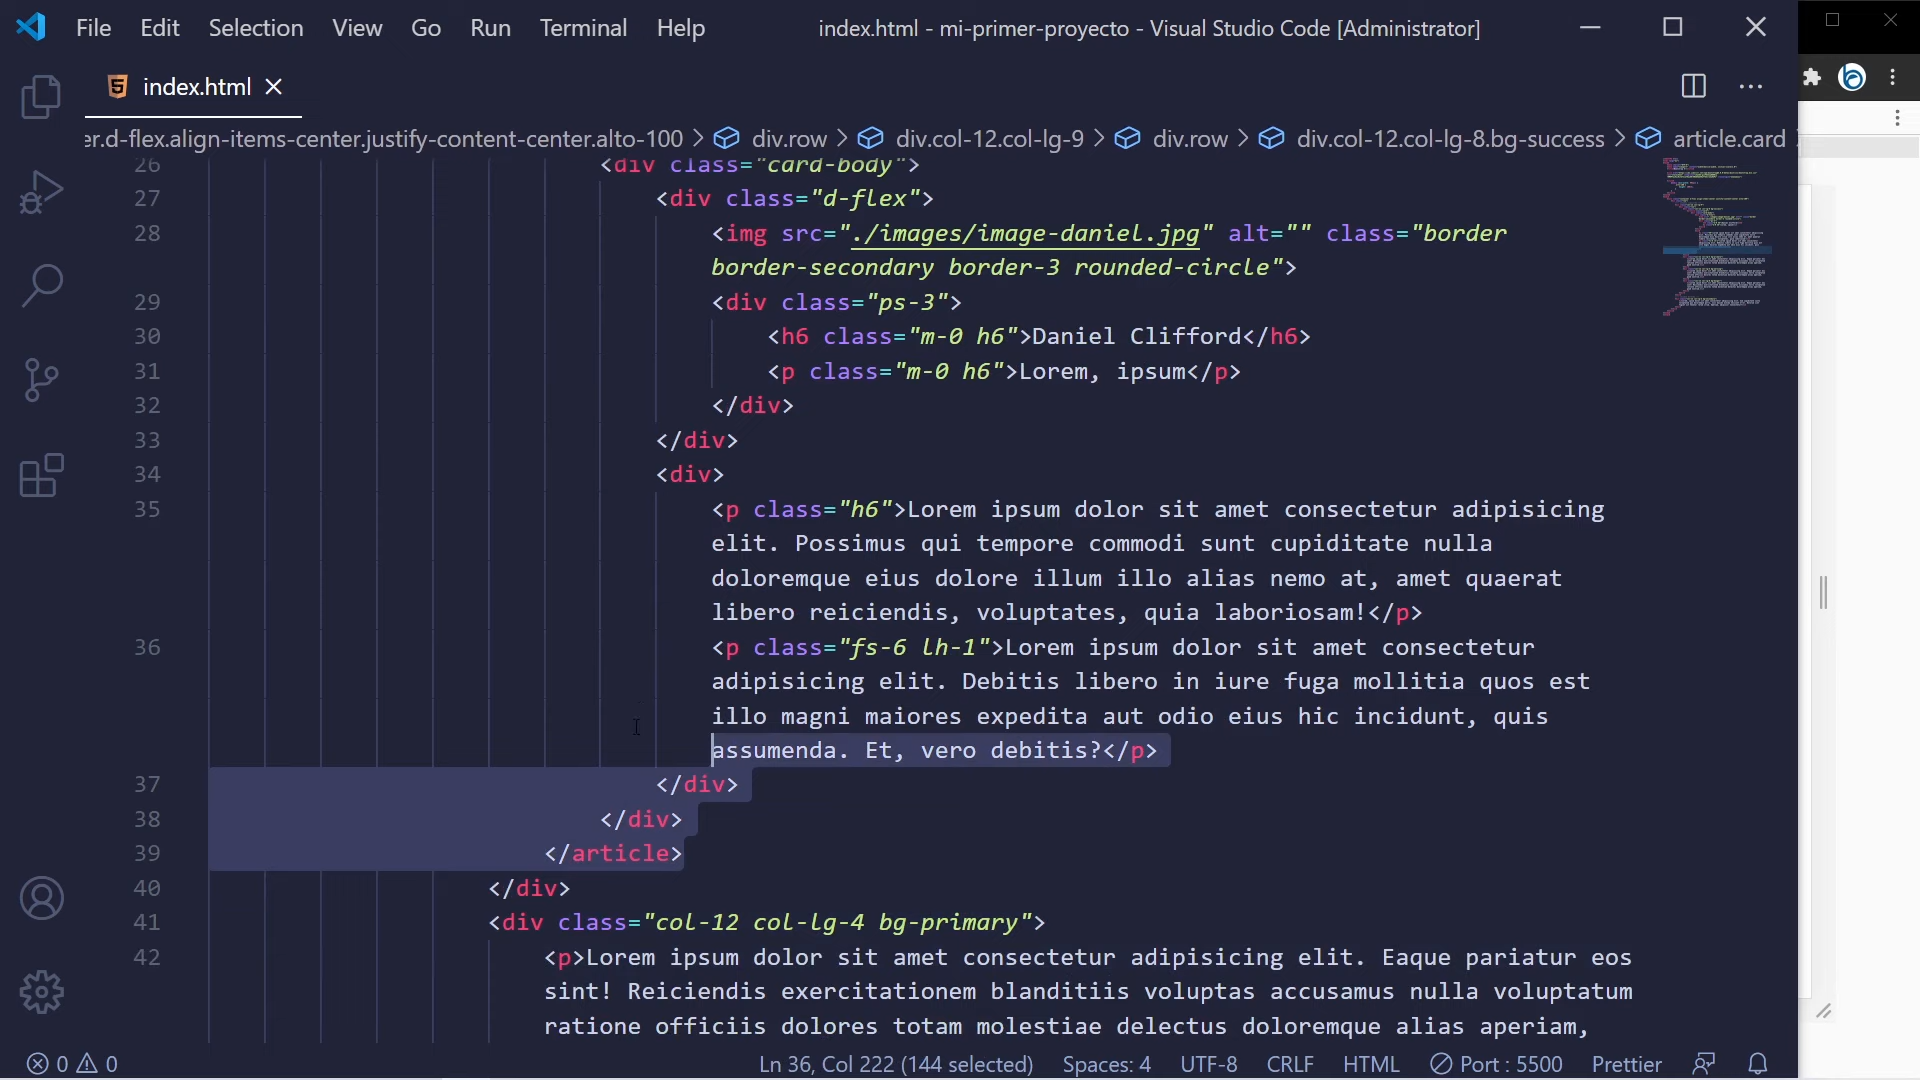 File Edit Selection View Go Run Terminal Help index.html - mi-primer-proyecto - Visual Studio Code [Administrator]
index.html
er.d-flex.align-items-center.justify-content-center.alto-100 > div.row > div.col-12.col-lg-9 > div.row > div.col-12.col-lg-8.bg-success > article.card
26 <div class="card-body">
27 <div class="d-flex">
28 <img src="./images/image-daniel.jpg" alt="" class="border
border-secondary border-3 rounded-circle">
29 <div class="ps-3">
30 <h6 class="m-0 h6">Daniel Clifford</h6>
31 <p class="m-0 h6">Lorem, ipsum</p>
32 </div>
33 </div>
34 <div>
35 <p class="h6">Lorem ipsum dolor sit amet consectetur adipisicing
elit. Possimus qui tempore commodi sunt cupiditate nulla
doloremque eius dolore illum illo alias nemo at, amet quaerat
libero reiciendis, voluptates, quia laboriosam!</p>
36 <p class="fs-6 lh-1">Lorem ipsum dolor sit amet consectetur
adipisicing elit. Debitis libero in iure fuga mollitia quos est
illo magni maiores expedita aut odio eius hic incidunt, quis
assumenda. Et, vero debitis?</p>
37 </div>
38 </div>
39 </article>
40 </div>
41 <div class="col-12 col-lg-4 bg-primary">
42 <p>Lorem ipsum dolor sit amet consectetur adipisicing elit. Eaque pariatur eos
sint! Reiciendis exercitationem blanditiis voluptas accusamus nulla voluptatum
ratione officiis dolores totam molestiae delectus doloremque alias aperiam,
0 0 Ln 36, Col 222 (144 selected) Spaces: 4 UTF-8 CRLF HTML Port : 5500 Prettier